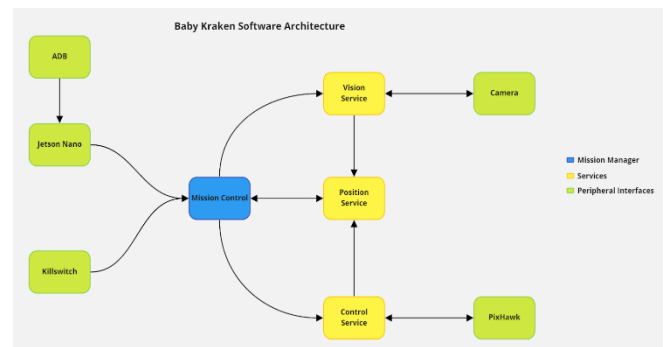 Baby Kraken Software Architecture
ADB
Vision
Service
Camera
Jetson Nano
Mission Manager
Services
Peripheral Interfaces
Mission Control
Position
Service
Killswitch
Control
Service
PixHawk